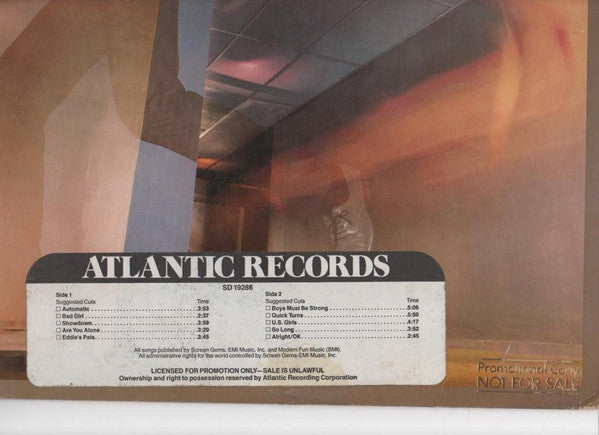 ATLANTIC RECORDS
SD 19286
Side 1
Suggested Cuts Time
Automatic 3:53
Bad Girl 2:37
Showdown 3:59
Are You Alone 3:20
Eddie's Pals 3:45
Side 2
Suggested Cuts Time
Boys Must Be Strong 5:06
Quick Turns 5:50
U.S. Girls 4:17
So Long 3:52
Alright/OK 2:45
All songs published by Screen Gems, EMI Music, Inc. and Modern Fun Music (BMI).
All administrative rights for the world controlled by Screen Gems-EMI Music, Inc.
LICENSED FOR PROMOTION ONLY—SALE IS UNLAWFUL
Ownership and right to possession reserved by Atlantic Recording Corporation
Promotional Copy
NOT FOR SALE